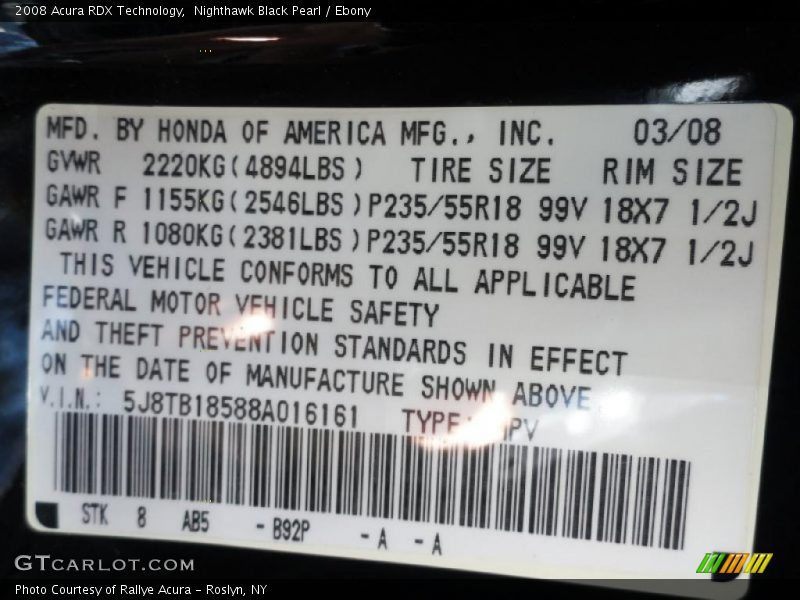 2008 Acura RDX Technology,  Nighthawk Black Pearl / Ebony
MFD. BY HONDA OF AMERICA MFG., INC. 03/08
GVWR 2220KG(4894LBS) TIRE SIZE RIM SIZE
GAWR F 1155KG(2546LBS)P235/55R18 99V 18X7 1/2J
GAWR R 1080KG(2381LBS)P235/55R18 99V 18X7 1/2J
THIS VEHICLE CONFORMS TO ALL APPLICABLE
FEDERAL MOTOR VEHICLE SAFETY
AND THEFT PREVENTION STANDARDS IN EFFECT
ON THE DATE OF MANUFACTURE SHOWN ABOVE
V.I.N.: 5J8TB18588A016161 TYPE: MPV
STK 8 AB5 -B92P -A -A
GTCARLOT.COM
Photo Courtesy of Rallye Acura - Roslyn, NY